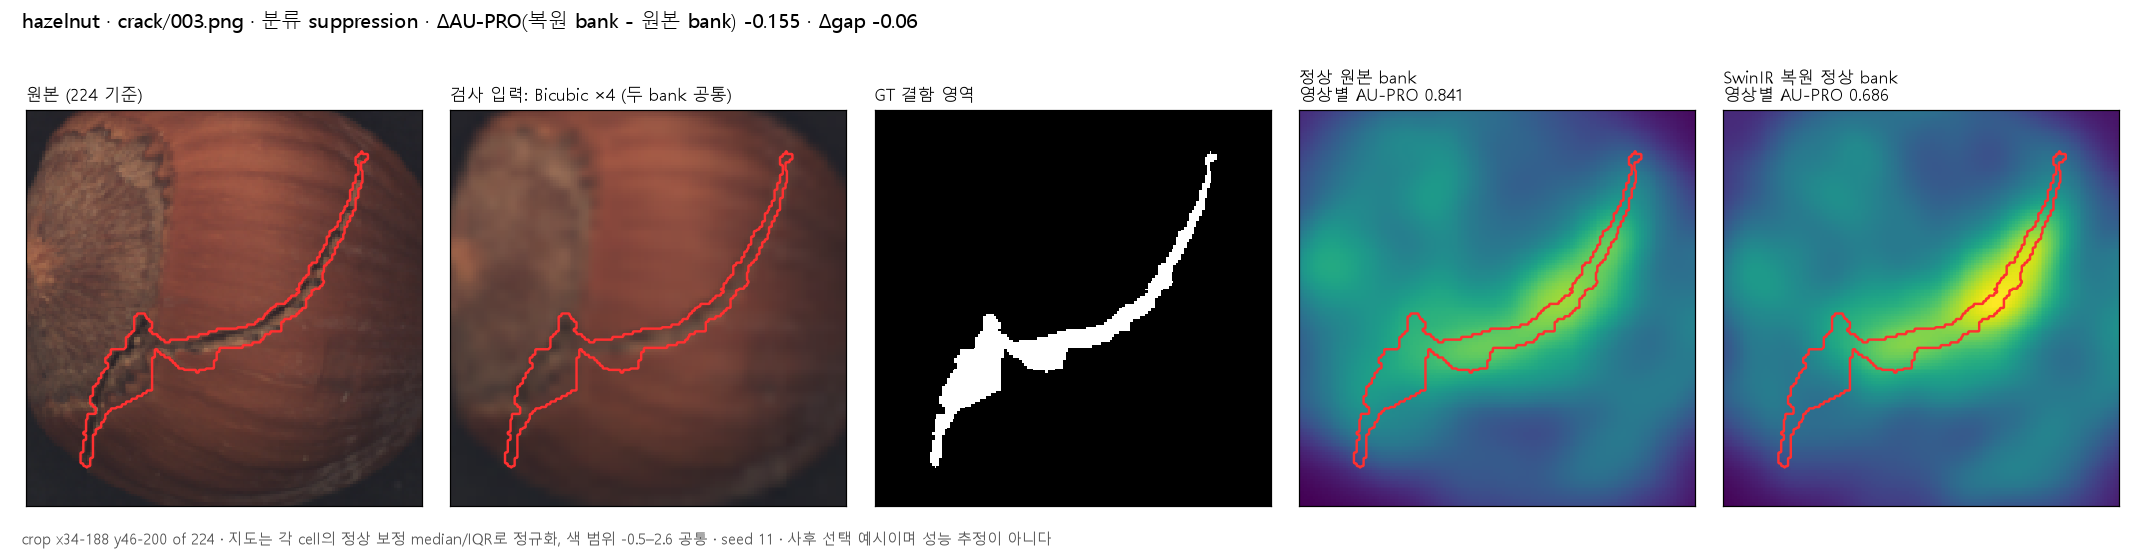 hazelnut · crack/003.png · 분류 suppression · ΔAU-PRO(복원 bank - 원본 bank) -0.155 · Δgap -0.06
원본 (224 기준)
검사 입력: Bicubic ×4 (두 bank 공통)
GT 결함 영역
정상 원본 bank
영상별 AU-PRO 0.841
SwinIR 복원 정상 bank
영상별 AU-PRO 0.686
crop x34-188 y46-200 of 224 · 지도는 각 cell의 정상 보정 median/IQR로 정규화, 색 범위 -0.5–2.6 공통 · seed 11 · 사후 선택 예시이며 성능 추정이 아니다